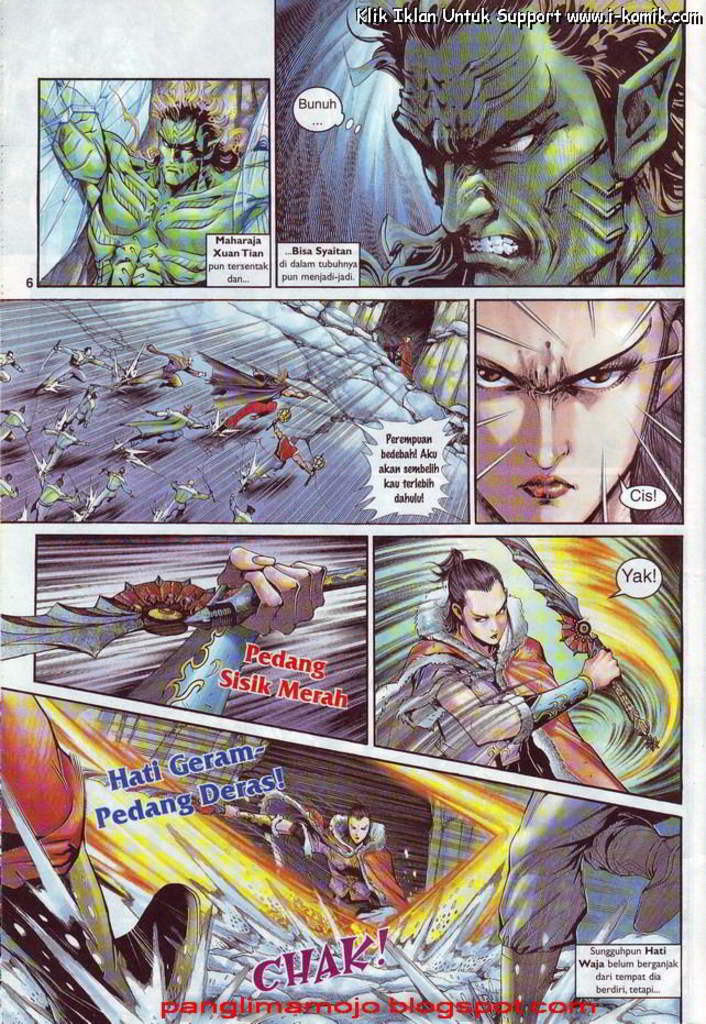 Klik Iklan Untuk Support www.i-komik.com
Maharaja
Xuan Tian
pun tersentak
dan...
6
Bunuh
...
...Bisa Syaitan
di dalam tubuhnya
pun menjadi-jadi.
Perempuan
bedebah! Aku
akan sembelih
kau terlebih
dahulu!
Cis!
Pedang
Sisik Merah
Yak!
Hati Geram-
Pedang Deras!
CHAK!
Sungguhpun Hati
Waja belum berganjak
dari tempat dia
berdiri, tetapi...
panglimamojo.blogspot.com